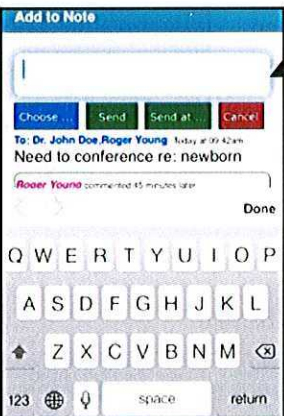 Add to Note
Choose ... Send Send at ... Cancel
To: Dr. John Doe,Roger Young Today at 09:42am
Need to conference re: newborn
Roger Young commented 45 minutes later
Done
Q W E R T Y U I O P
A S D F G H J K L
Z X C V B N M
123 space return